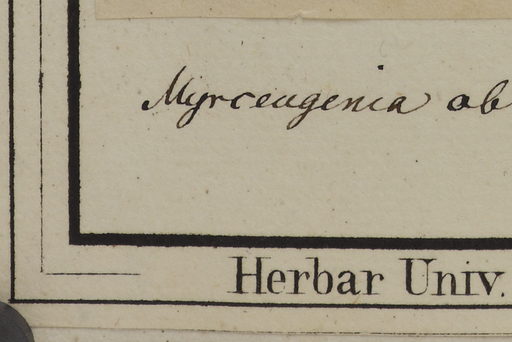 Myrceugenia ob
Herbar Univ.